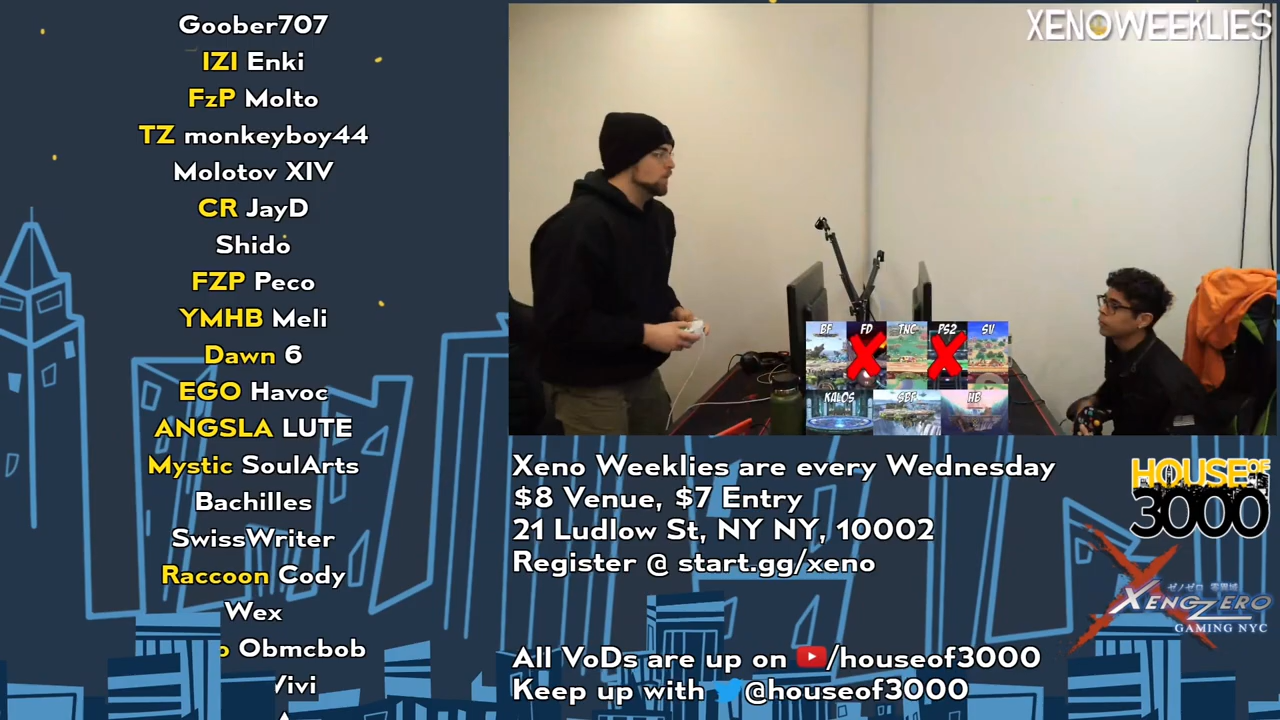 Goober707
IZI Enki
FzP Molto
TZ monkeyboy44
Molotov XIV
CR JayD
Shido
FZP Peco
YMHB Meli
Dawn 6
EGO Havoc
ANGSLA LUTE
Mystic SoulArts
Bachilles
SwissWriter
Raccoon Cody
Wex
Obmcbob
Vivi
XENOWEEKLIES
BF FD TNC PS2 SV
KALOS SBF HB
Xeno Weeklies are every Wednesday
$8 Venue, $7 Entry
21 Ludlow St, NY NY, 10002
Register @ start.gg/xeno
All VoDs are up on /houseof3000
Keep up with @houseof3000
HOUSE OF
3000
XENOZERO
GAMING NYC